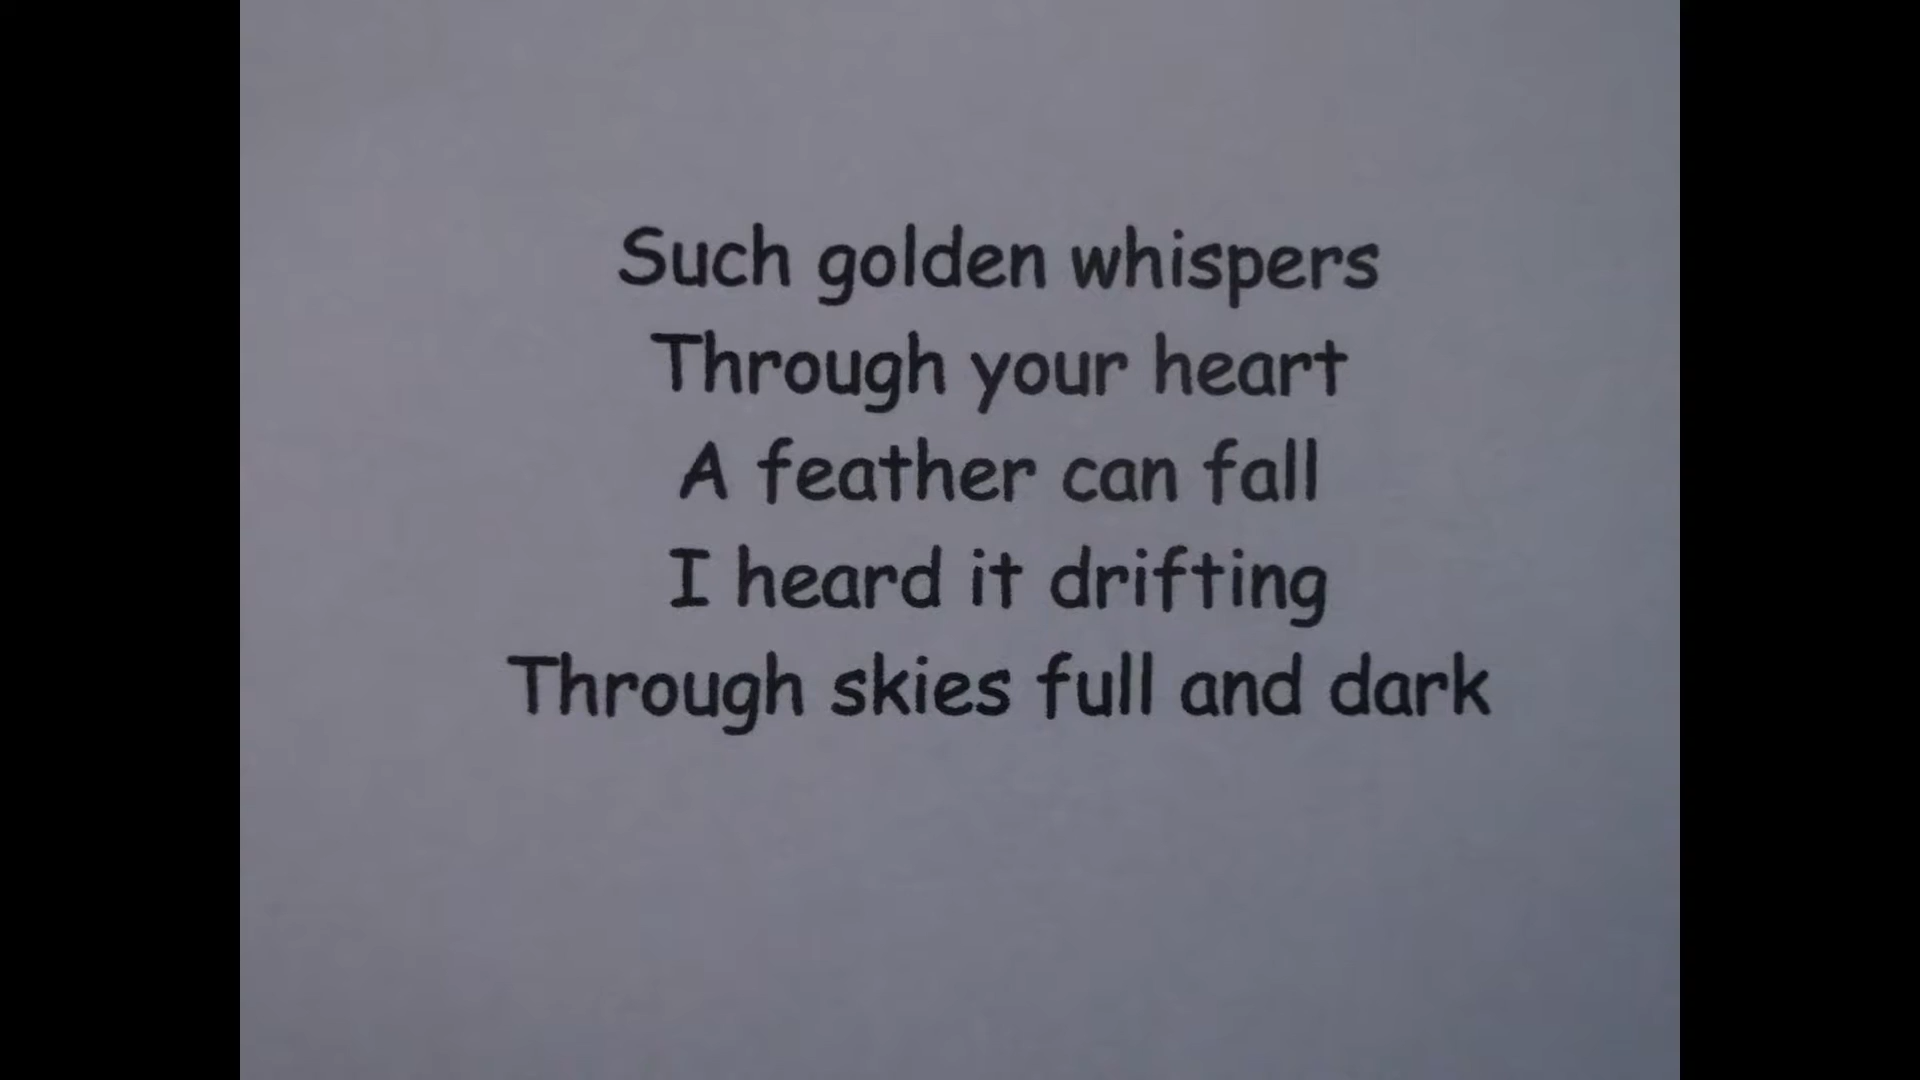 Such golden whispers
Through your heart
A feather can fall
I heard it drifting
Through skies full and dark